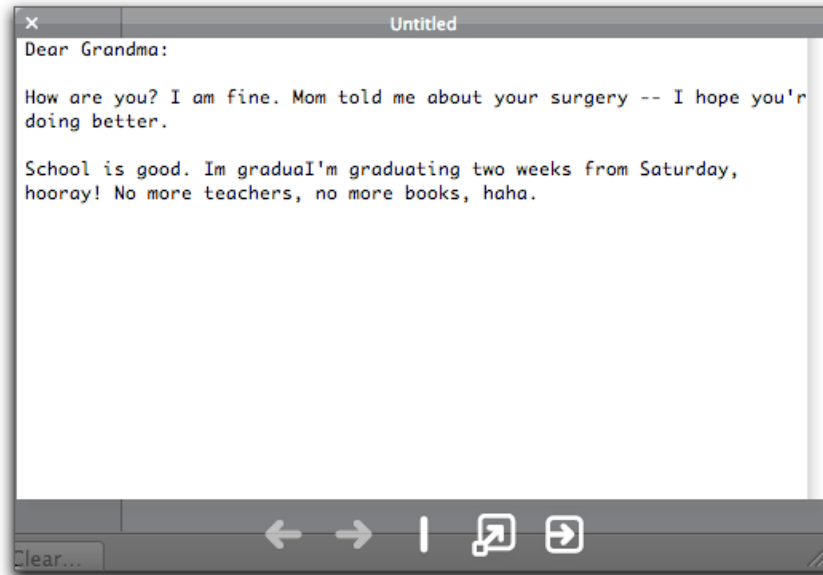 Untitled
Dear Grandma:
How are you? I am fine. Mom told me about your surgery -- I hope you'r
doing better.
School is good. Im graduaI'm graduating two weeks from Saturday,
hooray! No more teachers, no more books, haha.
Clear...